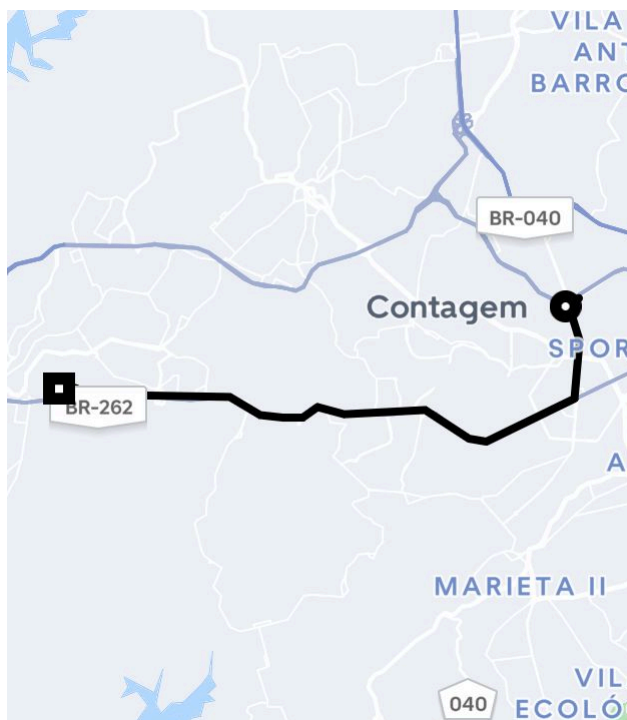 VILA
ANT
BARRO
BR-040
Contagem
SPOR
BR-262
A
MARIETA II
VIL
ECOLÓ
040